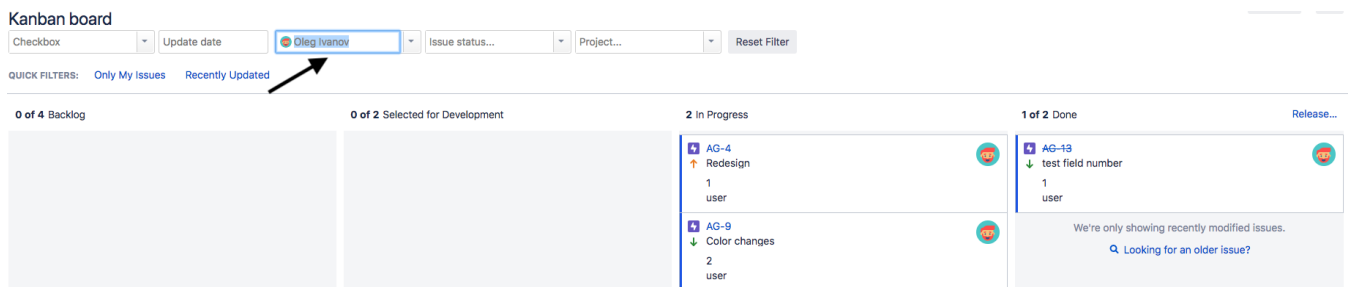 Kanban board
Checkbox
Update date
Oleg Ivanov
Issue status...
Project...
Reset Filter
QUICK FILTERS: Only My Issues Recently Updated
0 of 4 Backlog
0 of 2 Selected for Development
2 In Progress
1 of 2 Done
Release...
AG-4
Redesign
1
user
AG-9
Color changes
2
user
AG-13
test field number
1
user
We're only showing recently modified issues.
Looking for an older issue?